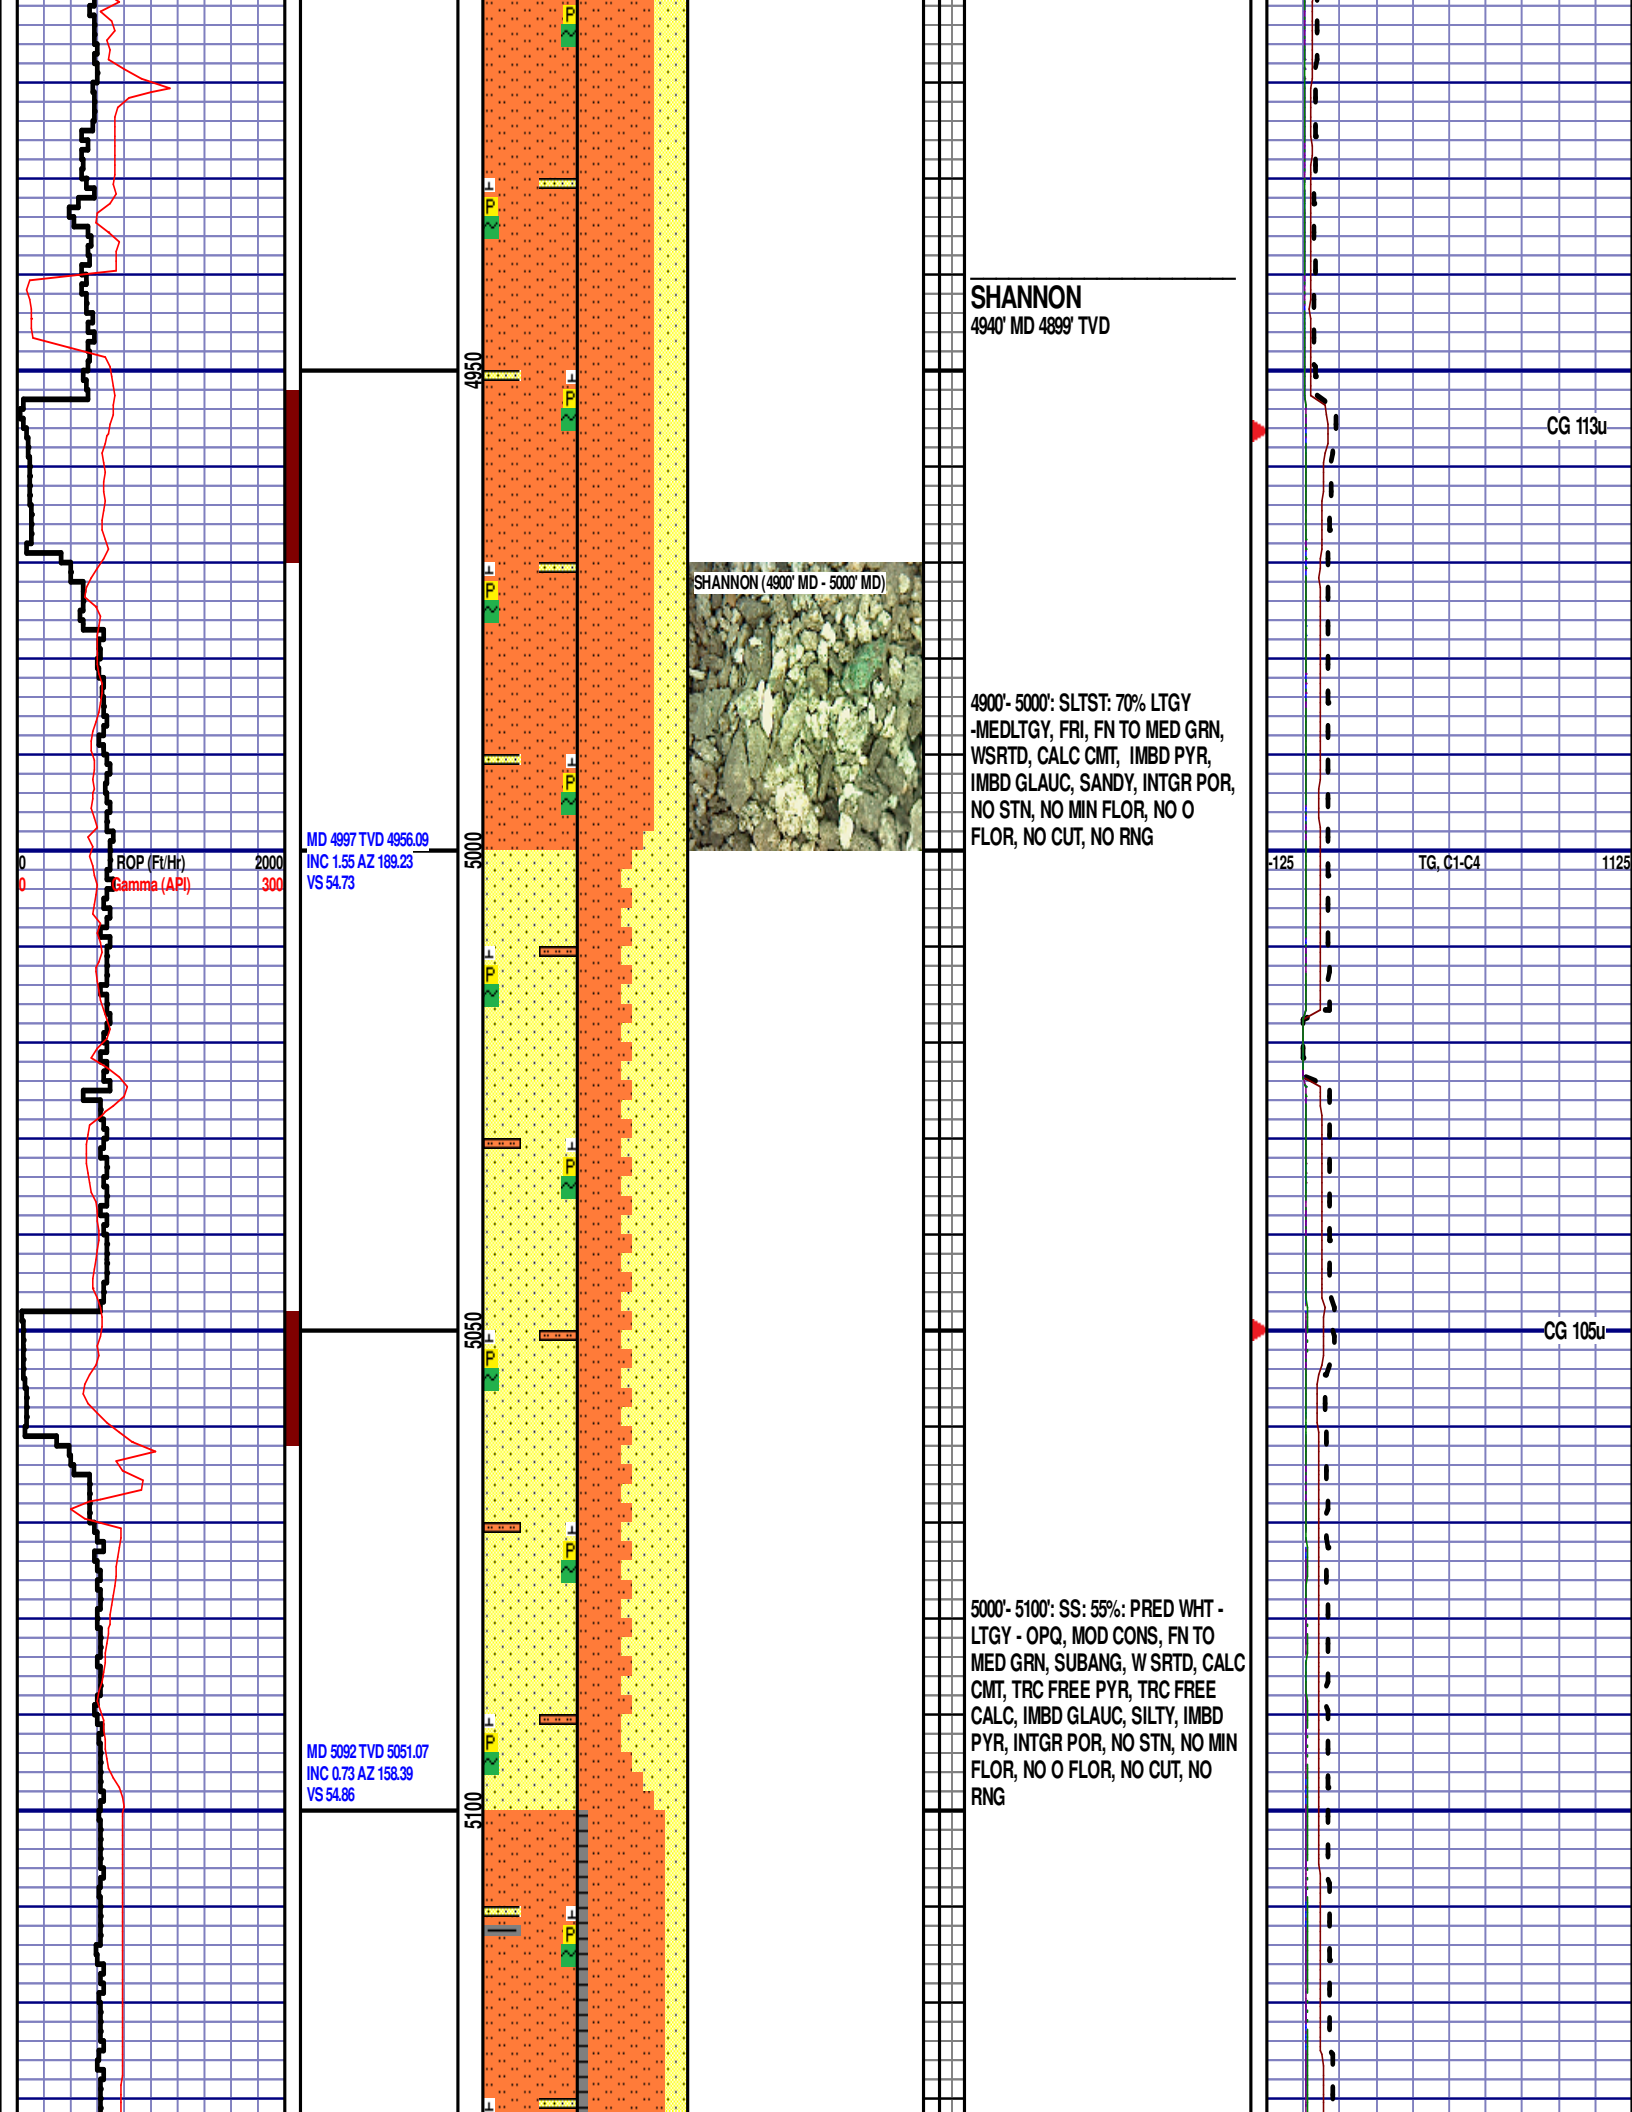 P
P
SHANNON
4940' MD 4899' TVD
4950
P
CG 113u
SHANNON (4900' MD - 5000' MD)
P
4900'- 5000': SLTST: 70% LTGY
-MEDLTGY, FRI, FN TO MED GRN,
WSRTD, CALC CMT, IMBD PYR,
IMBD GLAUC, SANDY, INTGR POR,
NO STN, NO MIN FLOR, NO O
FLOR, NO CUT, NO RNG
P
MD 4997 TVD 4956.09
INC 1.55 AZ 189.23
VS 54.73
5000
0 ROP (Ft/Hr) 2000
0 Gamma (API) 300
-125 TG, C1-C4 1125
P
P
5050
CG 105u
P
P
5000'- 5100': SS: 55%: PRED WHT -
LTGY - OPQ, MOD CONS, FN TO
MED GRN, SUBANG, W SRTD, CALC
CMT, TRC FREE PYR, TRC FREE
CALC, IMBD GLAUC, SILTY, IMBD
PYR, INTGR POR, NO STN, NO MIN
FLOR, NO O FLOR, NO CUT, NO
RNG
P
MD 5092 TVD 5051.07
INC 0.73 AZ 158.39
VS 54.86
5100
P